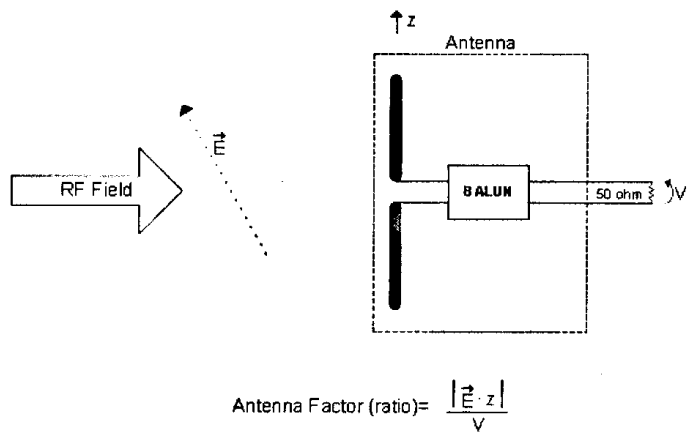 z
Antenna
E
RF Field
BALUN
50 ohm
V
Antenna Factor (ratio)= |E · z| / V